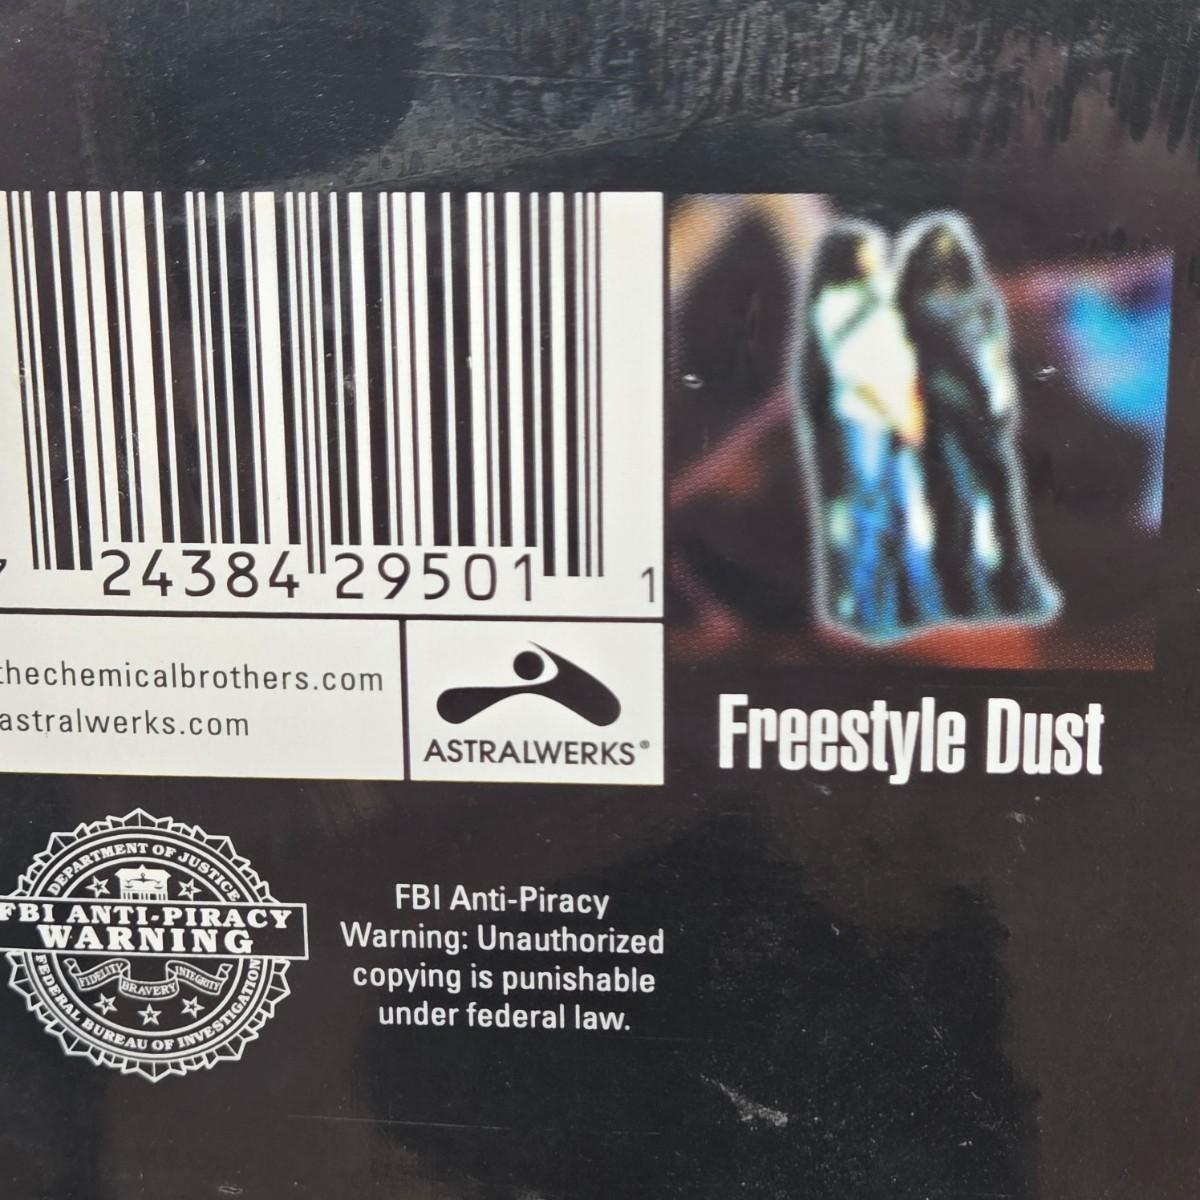 24384 29501 1
thechemicalbrothers.com
astralwerks.com
ASTRALWERKS®
Freestyle Dust
DEPARTMENT OF JUSTICE
FBI ANTI-PIRACY
WARNING
FIDELITY BRAVERY INTEGRITY
FEDERAL BUREAU OF INVESTIGATION
FBI Anti-Piracy
Warning: Unauthorized
copying is punishable
under federal law.